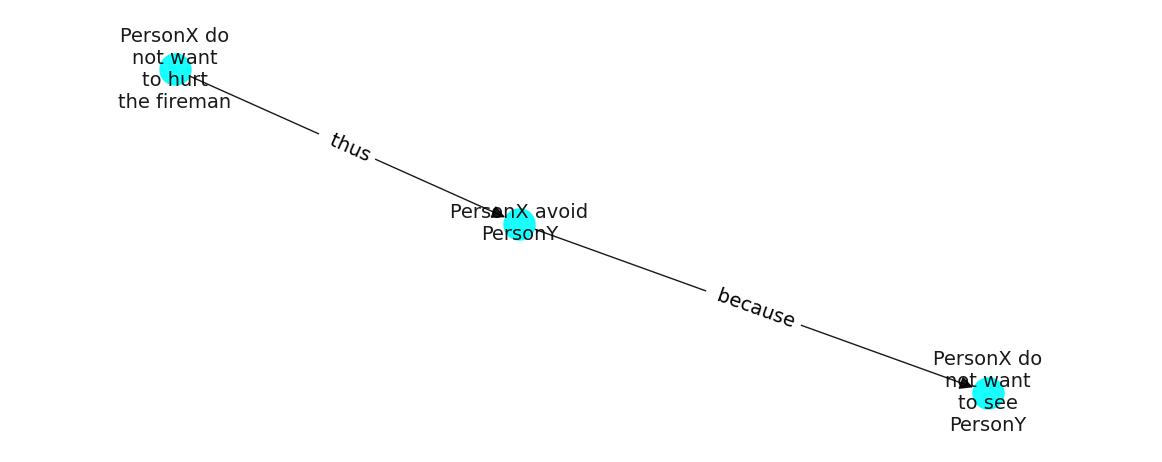 PersonX do
not want
to hurt
the fireman
thus
PersonX avoid
PersonY
because
PersonX do
not want
to see
PersonY